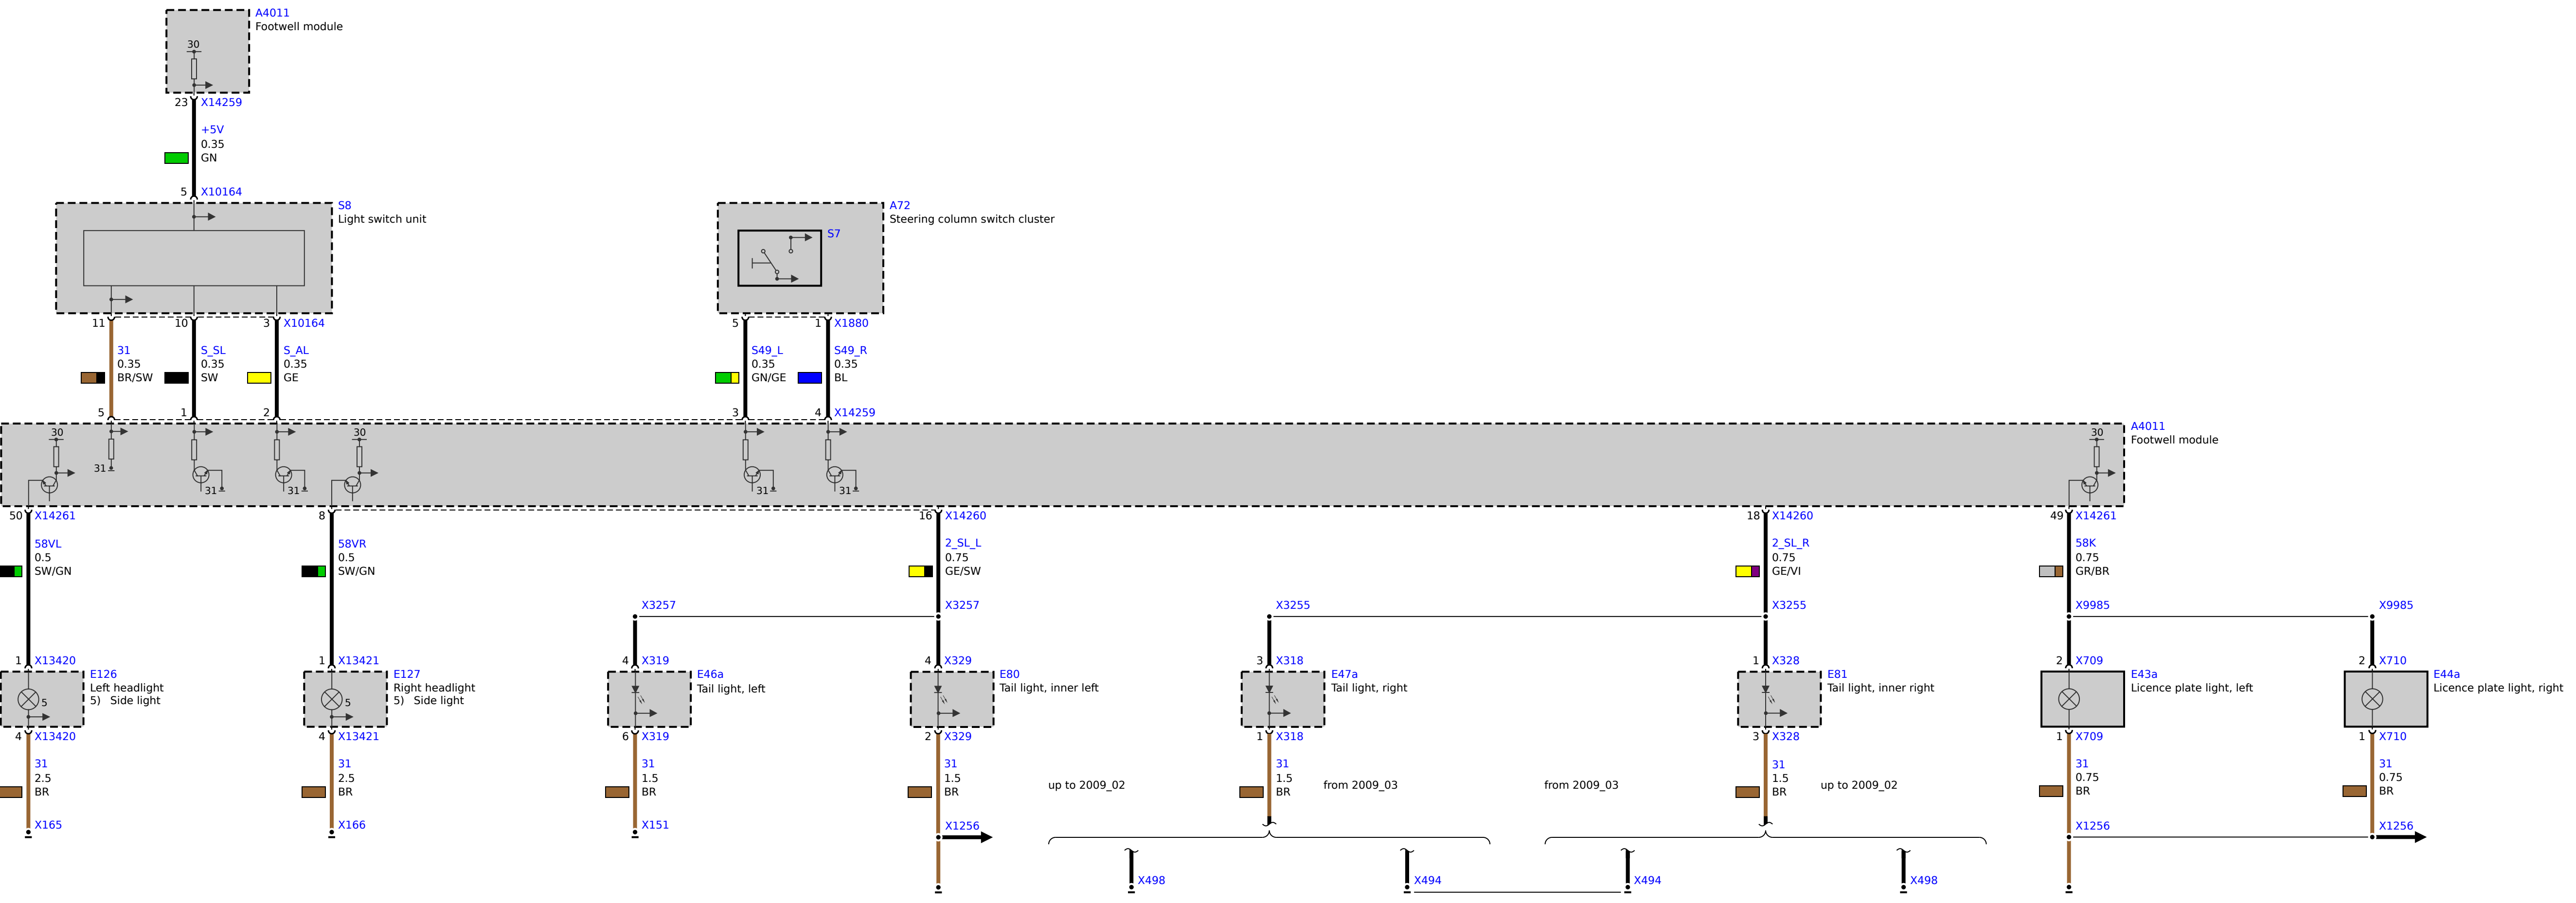 A4011
Footwell module
30
23 X14259
+5V
0.35
GN
5 X10164
S8
Light switch unit
A72
Steering column switch cluster
S7
11 10 3 X10164
5 1 X1880
31 S_SL S_AL S49_L S49_R
0.35 0.35 0.35 0.35 0.35
BR/SW SW GE GN/GE BL
5 1 2 3 4 X14259
A4011
Footwell module
30 30 30
31 31 31 31 31
50 X14261 8 16 X14260 18 X14260 49 X14261
58VL 58VR 2_SL_L 2_SL_R 58K
0.5 0.5 0.75 0.75 0.75
SW/GN SW/GN GE/SW GE/VI GR/BR
X3257 X3257 X3255 X3255 X9985 X9985
1 X13420 1 X13421 4 X319 4 X329 3 X318 1 X328 2 X709 2 X710
E126
Left headlight
5) Side light
5
E127
Right headlight
5) Side light
5
E46a
Tail light, left
E80
Tail light, inner left
E47a
Tail light, right
E81
Tail light, inner right
E43a
Licence plate light, left
E44a
Licence plate light, right
4 X13420 4 X13421 6 X319 2 X329 1 X318 3 X328 1 X709 1 X710
31 31 31 31 31 31 31 31
2.5 2.5 1.5 1.5 1.5 1.5 0.75 0.75
BR BR BR BR BR BR BR BR
up to 2009_02 from 2009_03 from 2009_03 up to 2009_02
X165 X166 X151 X1256 X1256 X1256
X498 X494 X494 X498